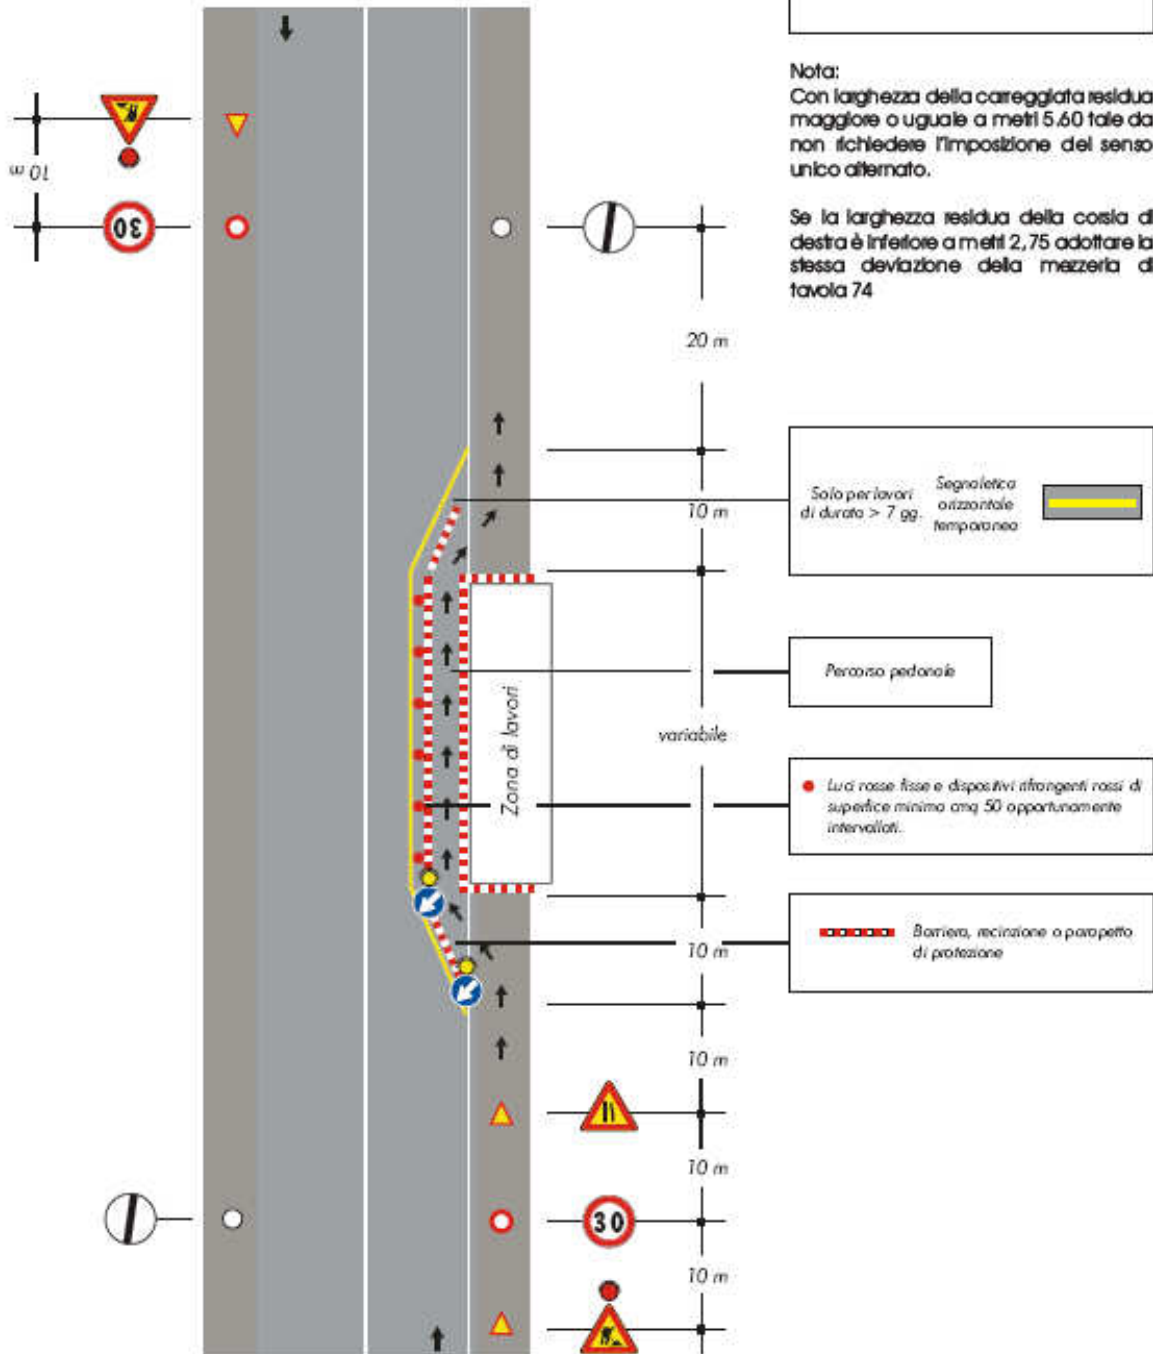 Nota:
Con larghezza della carreggiata residua
maggiore o uguale a metri 5.60 tale da
non richiedere l'imposizione del senso
unico alternato.
Se la larghezza residua della corsia di
destra è inferiore a metri 2,75 adottare la
stessa deviazione della mezzeria di
tavola 74
10 m
30
20 m
10 m
Solo per lavori
di durata > 7 gg.
Segnaletica
orizzontale
temporanea
Percorso pedonale
Zona di lavori
variabile
Luci rosse fisse e dispositivi rifrangenti rossi di
superfice minima cmq 50 opportunamente
intervallati.
Barriera, recinzione o parapetto
di protezione
10 m
10 m
10 m
30
10 m